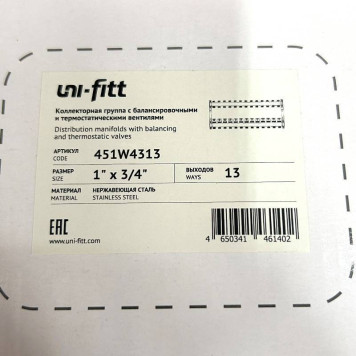 uni-fitt
Коллекторная группа с балансировочными
и термостатическими вентилями
Distribution manifolds with balancing
and thermostatic valves
АРТИКУЛ
CODE
451W4313
РАЗМЕР
SIZE
1" x 3/4"
ВЫХОДОВ
WAYS
13
МАТЕРИАЛ НЕРЖАВЕЮЩАЯ СТАЛЬ
MATERIAL STAINLESS STEEL
EAC
www.uni-fitt.com
4 650341 461402